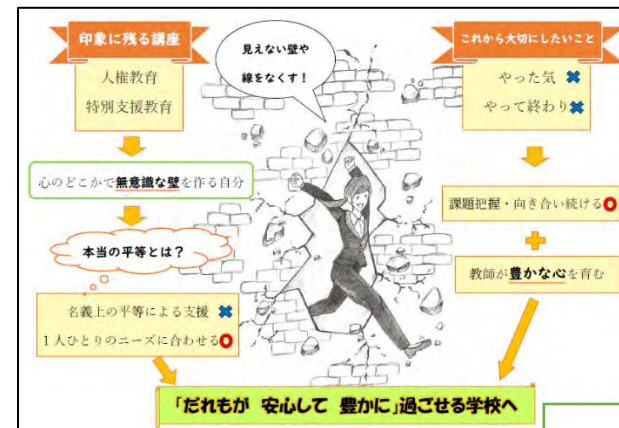 印象に残る講座
人権教育
特別支援教育
心のどこかで無意識な壁を作る自分
本当の平等とは？
名義上の平等による支援 ✖
１人ひとりのニーズに合わせる⭕
見えない壁や
線をなくす！
これから大切にしたいこと
やった気 ✖
やって終わり✖
課題把握・向き合い続ける⭕
教師が豊かな心を育む
「だれもが 安心して 豊かに」過ごせる学校へ